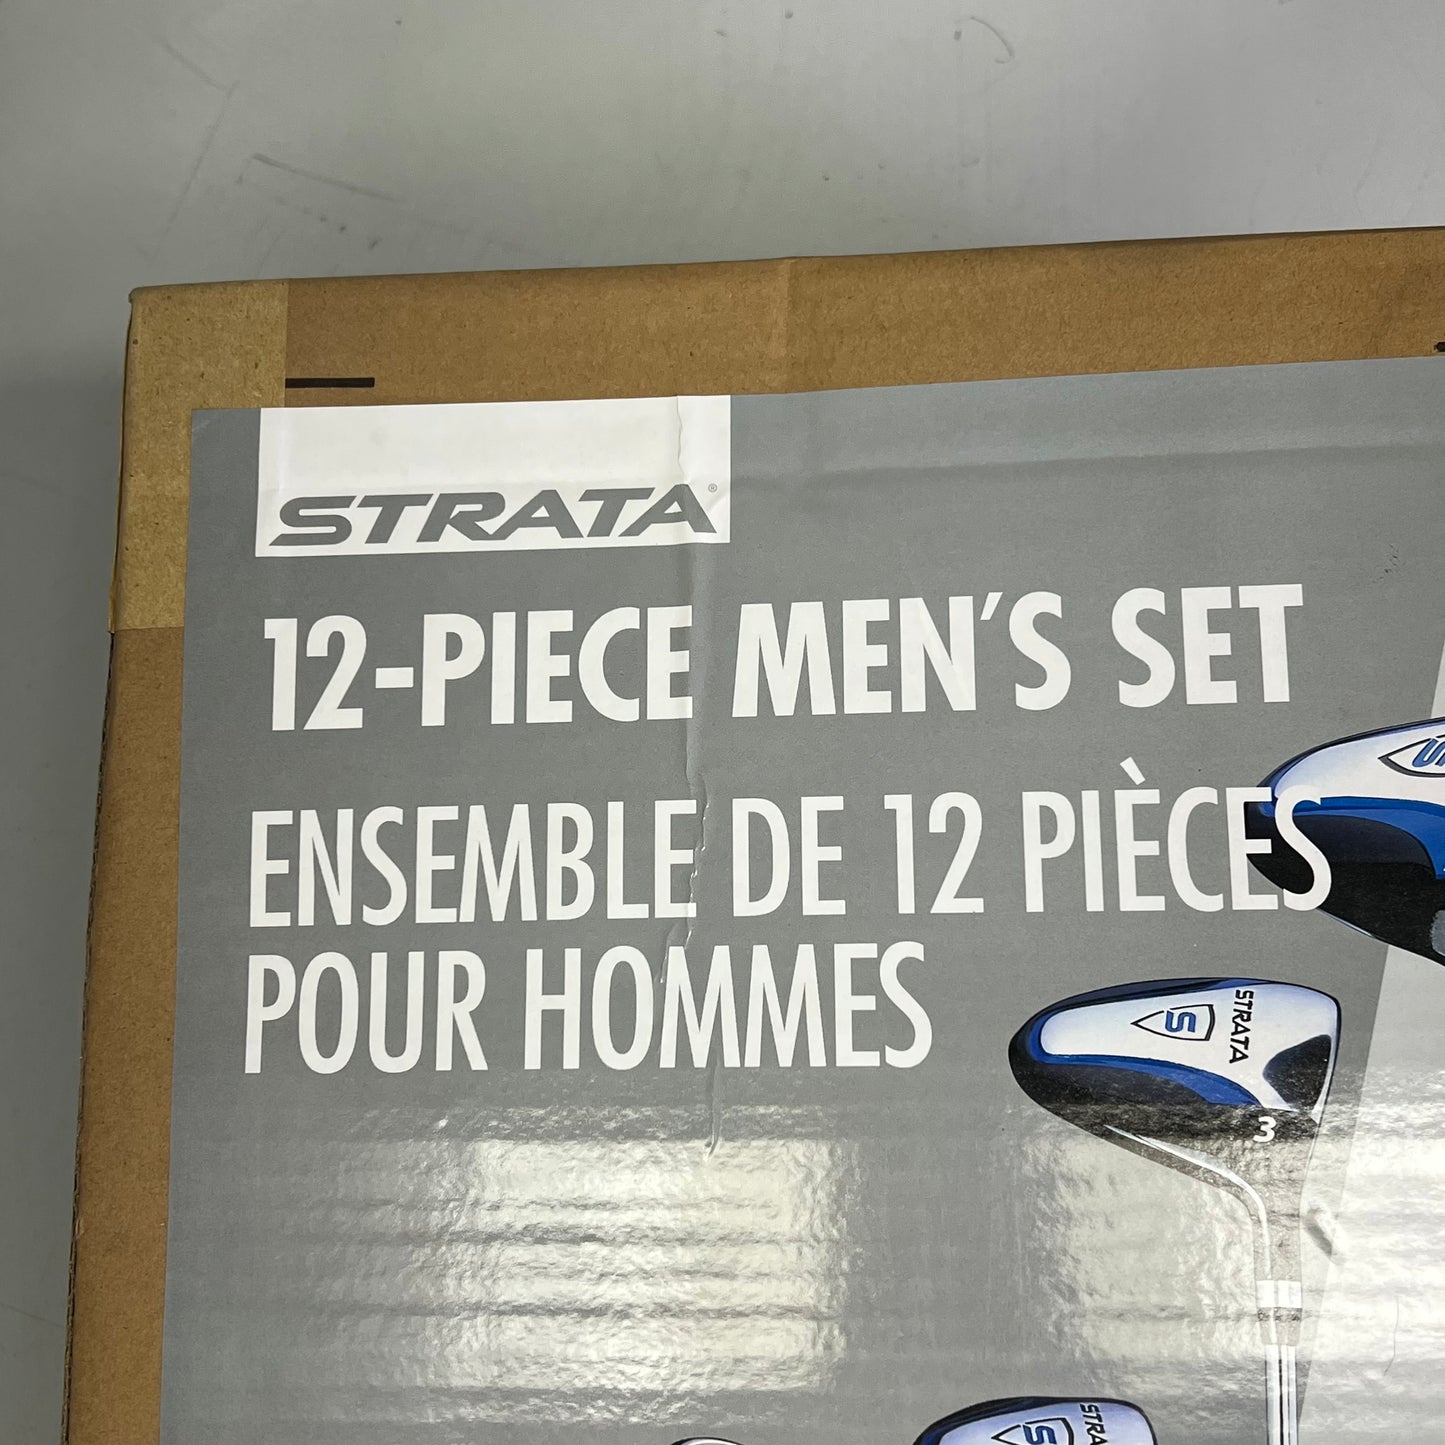 STRATA®
12-PIECE MEN'S SET
ENSEMBLE DE 12 PIÈCES
POUR HOMMES
STRATA
S
3
S